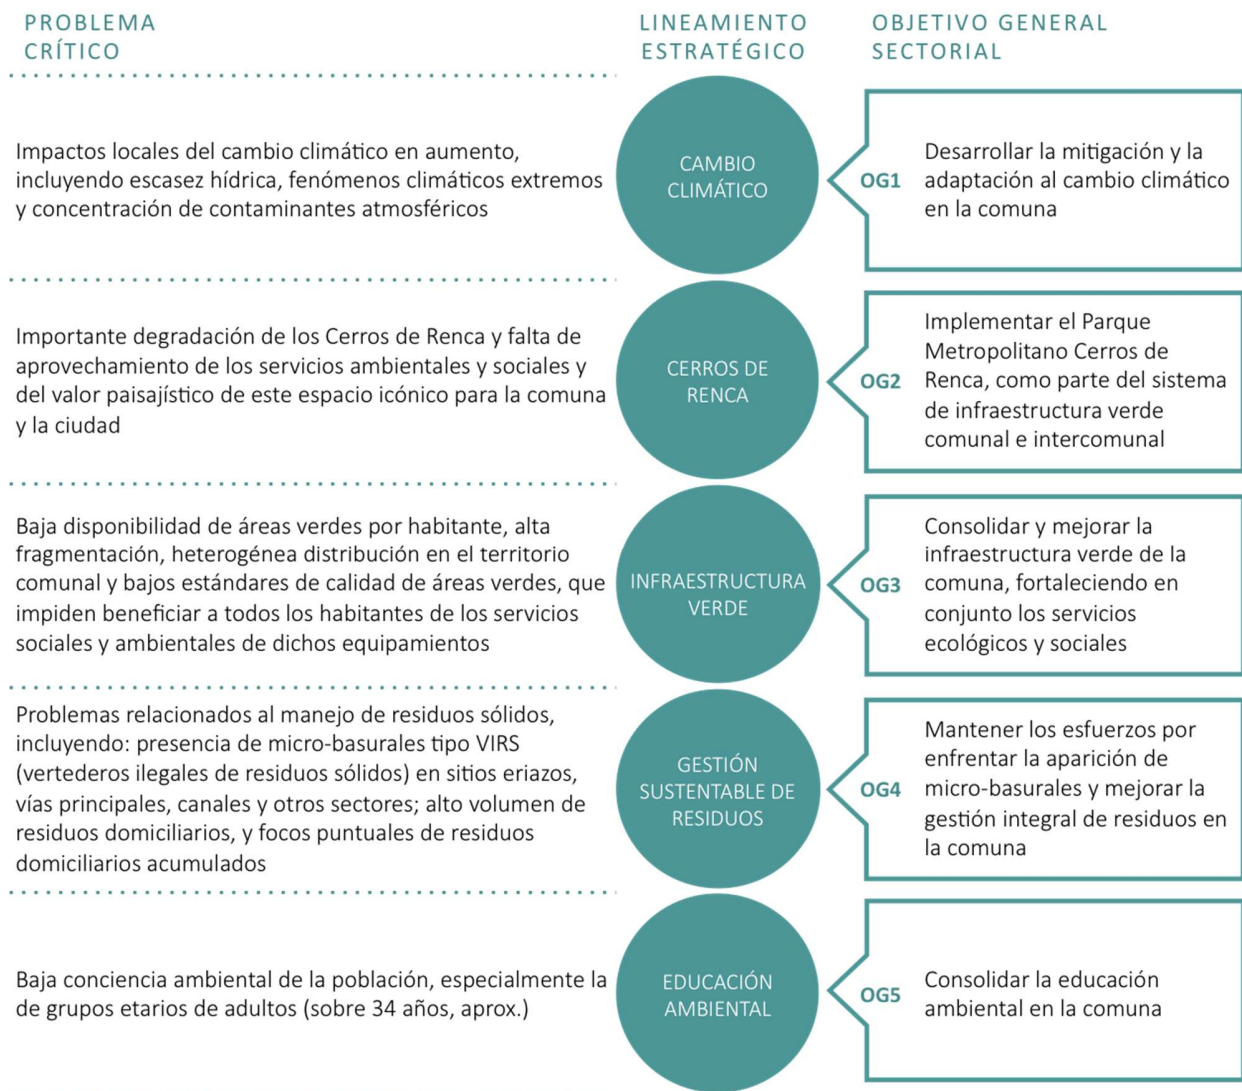 PROBLEMA
CRÍTICO
LINEAMIENTO
ESTRATÉGICO
OBJETIVO GENERAL
SECTORIAL
Impactos locales del cambio climático en aumento,
incluyendo escasez hídrica, fenómenos climáticos extremos
y concentración de contaminantes atmosféricos
CAMBIO
CLIMÁTICO
OG1
Desarrollar la mitigación y la
adaptación al cambio climático
en la comuna
Importante degradación de los Cerros de Renca y falta de
aprovechamiento de los servicios ambientales y sociales y
del valor paisajístico de este espacio icónico para la comuna
y la ciudad
CERROS DE
RENCA
OG2
Implementar el Parque
Metropolitano Cerros de
Renca, como parte del sistema
de infraestructura verde
comunal e intercomunal
Baja disponibilidad de áreas verdes por habitante, alta
fragmentación, heterogénea distribución en el territorio
comunal y bajos estándares de calidad de áreas verdes, que
impiden beneficiar a todos los habitantes de los servicios
sociales y ambientales de dichos equipamientos
INFRAESTRUCTURA
VERDE
OG3
Consolidar y mejorar la
infraestructura verde de la
comuna, fortaleciendo en
conjunto los servicios
ecológicos y sociales
Problemas relacionados al manejo de residuos sólidos,
incluyendo: presencia de micro-basurales tipo VIRS
(vertederos ilegales de residuos sólidos) en sitios eriazos,
vías principales, canales y otros sectores; alto volumen de
residuos domiciliarios, y focos puntuales de residuos
domiciliarios acumulados
GESTIÓN
SUSTENTABLE DE
RESIDUOS
OG4
Mantener los esfuerzos por
enfrentar la aparición de
micro-basurales y mejorar la
gestión integral de residuos en
la comuna
Baja conciencia ambiental de la población, especialmente la
de grupos etarios de adultos (sobre 34 años, aprox.)
EDUCACIÓN
AMBIENTAL
OG5
Consolidar la educación
ambiental en la comuna